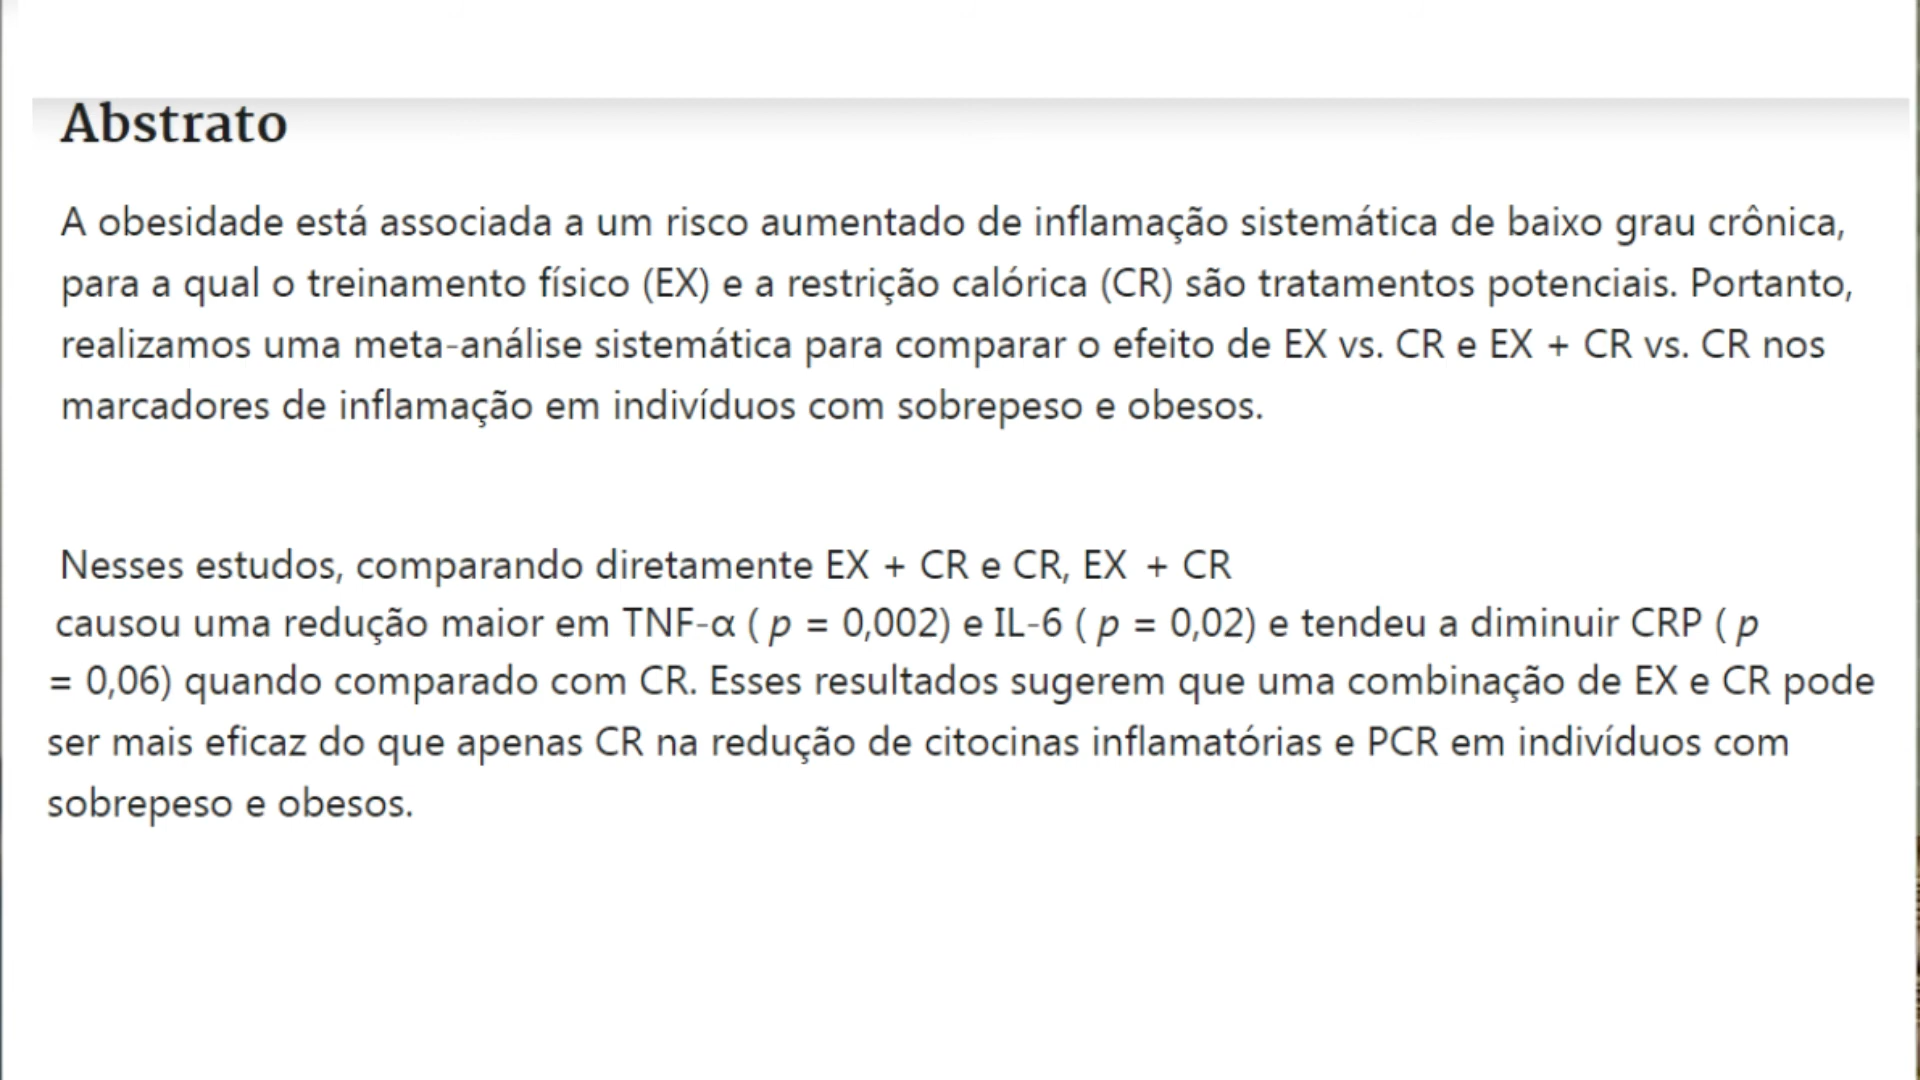 Abstrato
A obesidade está associada a um risco aumentado de inflamação sistemática de baixo grau crônica,
para a qual o treinamento físico (EX) e a restrição calórica (CR) são tratamentos potenciais. Portanto,
realizamos uma meta-análise sistemática para comparar o efeito de EX vs. CR e EX + CR vs. CR nos
marcadores de inflamação em indivíduos com sobrepeso e obesos.
Nesses estudos, comparando diretamente EX + CR e CR, EX + CR
causou uma redução maior em TNF-α ( p = 0,002) e IL-6 ( p = 0,02) e tendeu a diminuir CRP ( p
= 0,06) quando comparado com CR. Esses resultados sugerem que uma combinação de EX e CR pode
ser mais eficaz do que apenas CR na redução de citocinas inflamatórias e PCR em indivíduos com
sobrepeso e obesos.